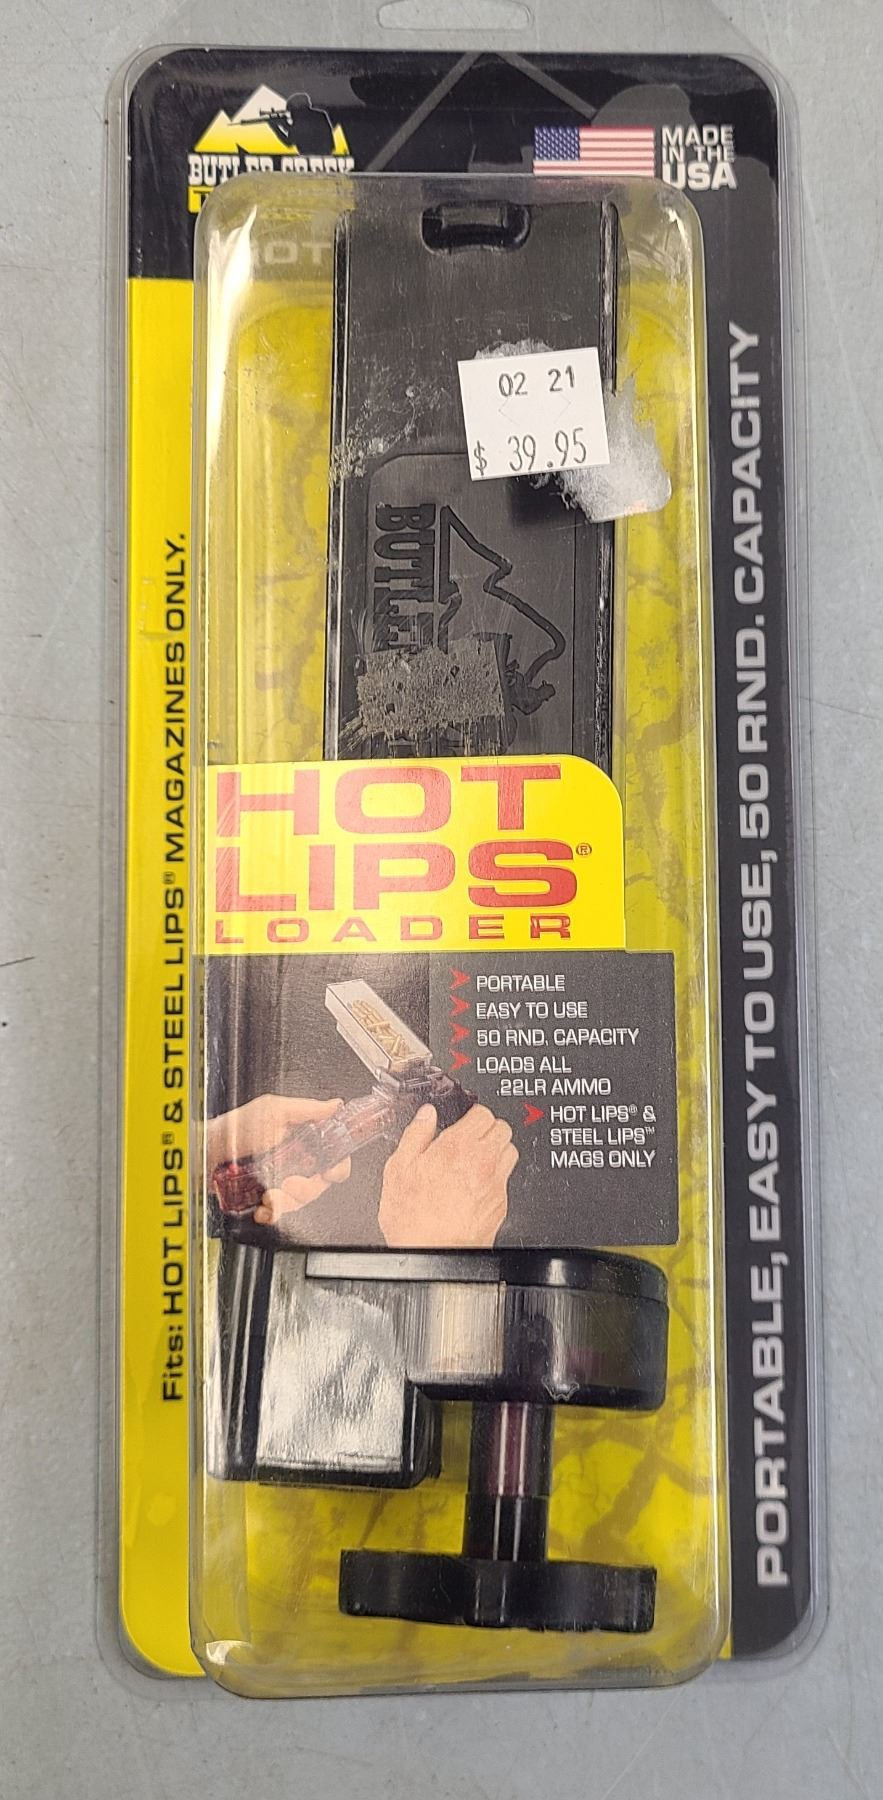 BUTLER CREEK
MADE
IN THE
USA
HOT
02 21
$ 39.95
BUTLE
HOT
LIPS®
LOADER
PORTABLE
EASY TO USE
50 RND. CAPACITY
LOADS ALL
.22LR AMMO
HOT LIPS® &
STEEL LIPS™
MAGS ONLY
Fits: HOT LIPS® & STEEL LIPS® MAGAZINES ONLY.
PORTABLE, EASY TO USE, 50 RND. CAPACITY